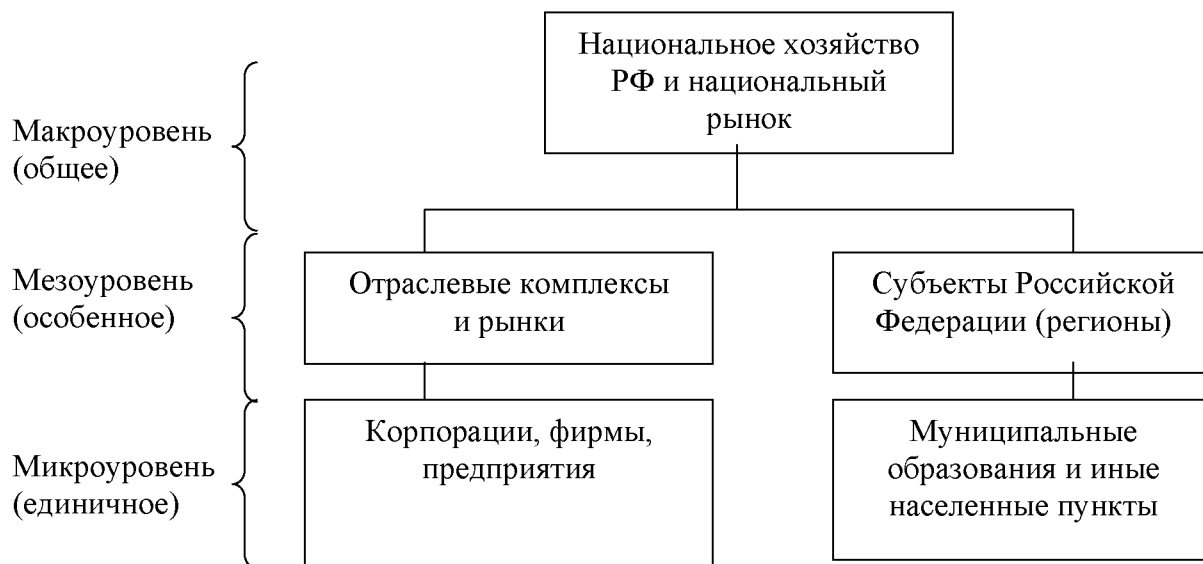 Национальное хозяйство
РФ и национальный
рынок
Макроуровень
(общее)
Мезоуровень
(особенное)
Отраслевые комплексы
и рынки
Субъекты Российской
Федерации (регионы)
Микроуровень
(единичное)
Корпорации, фирмы,
предприятия
Муниципальные
образования и иные
населенные пункты